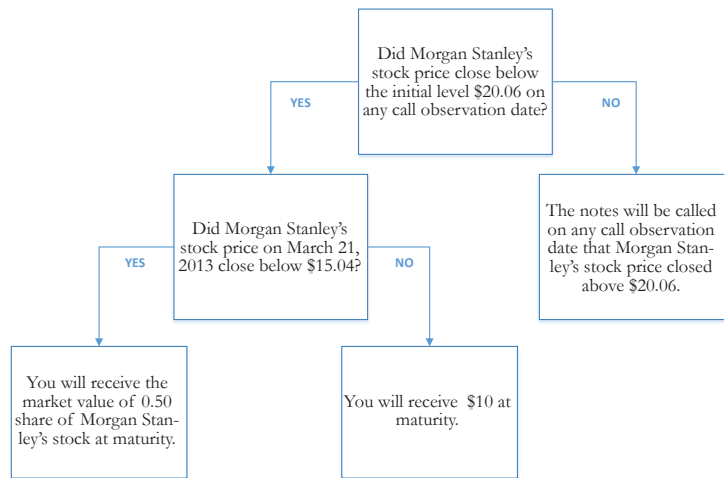 Did Morgan Stanley's
stock price close below
the initial level $20.06 on
any call observation date?
YES
NO
Did Morgan Stanley's
stock price on March 21,
2013 close below $15.04?
The notes will be called
on any call observation
date that Morgan Stan-
ley's stock price closed
above $20.06.
YES
NO
You will receive the
market value of 0.50
share of Morgan Stan-
ley's stock at maturity.
You will receive  $10 at
maturity.